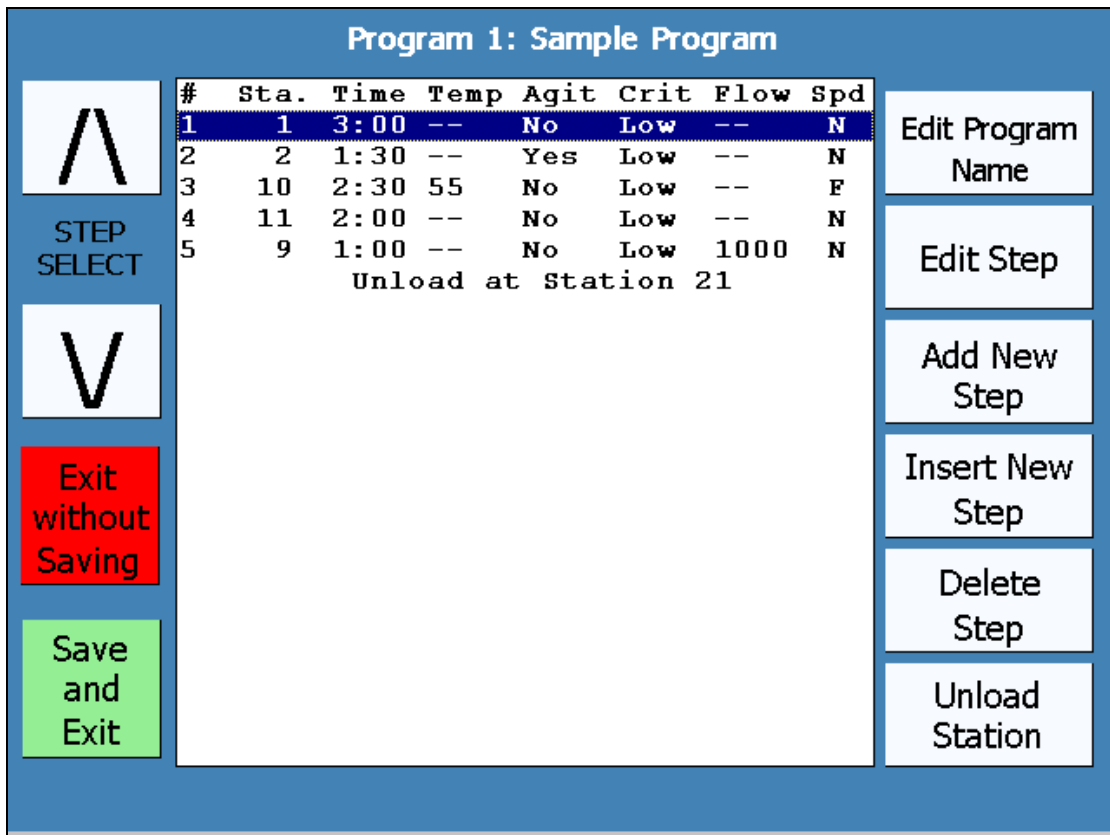 Program 1: Sample Program
/\
STEP
SELECT
\/
Exit
without
Saving
Save
and
Exit
# Sta. Time Temp Agit Crit Flow Spd
1 1 3:00 -- No Low -- N
2 2 1:30 -- Yes Low -- N
3 10 2:30 55 No Low -- F
4 11 2:00 -- No Low -- N
5 9 1:00 -- No Low 1000 N
Unload at Station 21
Edit Program
Name
Edit Step
Add New
Step
Insert New
Step
Delete
Step
Unload
Station